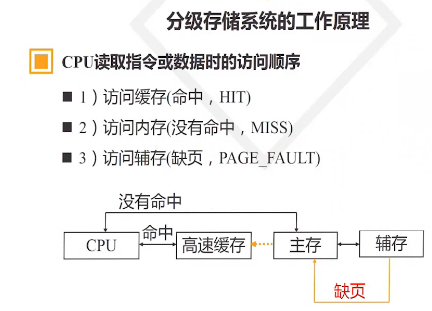 分级存储系统的工作原理
CPU读取指令或数据时的访问顺序
1）访问缓存(命中，HIT)
2）访问内存(没有命中，MISS)
3）访问辅存(缺页，PAGE_FAULT)
没有命中
CPU
命中
高速缓存
主存
辅存
缺页